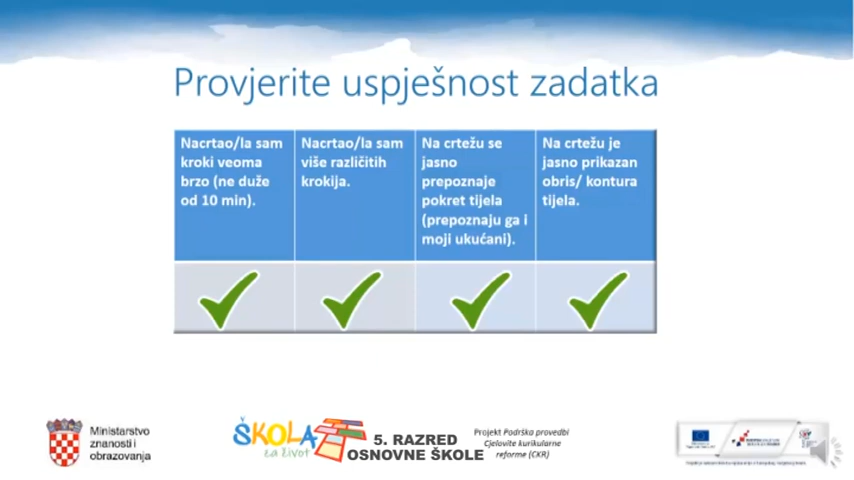 Provjerite uspješnost zadatka
Nacrtao/la sam
kroki veoma
brzo (ne duže
od 10 min).
Nacrtao/la sam
više različitih
krokija.
Na crtežu se
jasno
prepoznaje
pokret tijela
(prepoznaju ga i
moji ukućani).
Na crtežu je
jasno prikazan
obris/ kontura
tijela.
Ministarstvo
znanosti i
obrazovanja
ŠKOLA
za život
5. RAZRED
OSNOVNE ŠKOLE
Projekt Podrška provedbi
Cjelovite kurikularne
reforme (CKR)